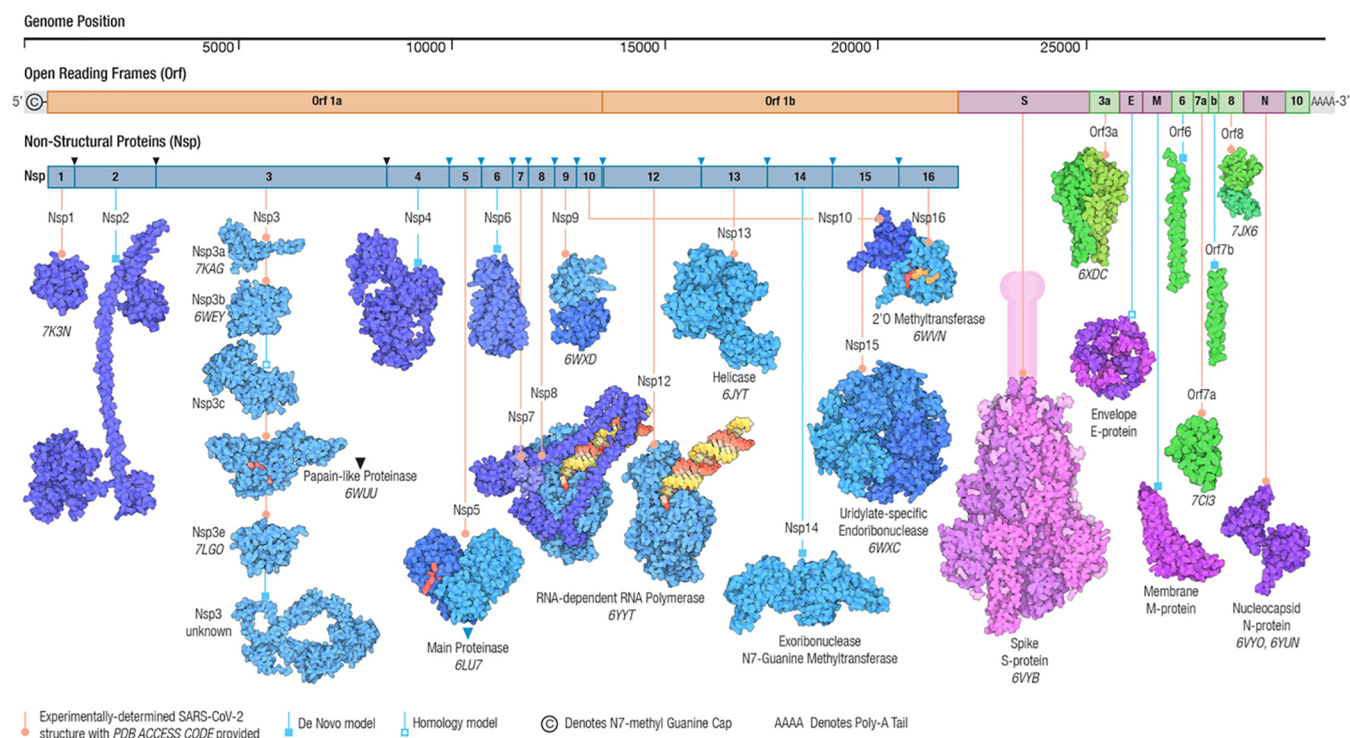 Genome Position
5000 10000 15000 20000 25000
Open Reading Frames (Orf)
5' C Orf 1a Orf 1b S 3a E M 6 7a b 8 N 10 AAAA-3'
Non-Structural Proteins (Nsp)
Nsp 1 2 3 4 5 6 7 8 9 10 12 13 14 15 16
Orf3a
Orf6
Orf8
Nsp1
Nsp2
Nsp3
Nsp4
Nsp6
Nsp9
Nsp10
Nsp16
Nsp13
Nsp3a
7KAG
7K3N
Nsp3b
6WEY
Nsp3c
Papain-like Proteinase
6WUU
Nsp3e
7LGO
Nsp3
unknown
6WXD
Helicase
6JYT
2'O Methyltransferase
6WVN
Nsp15
Nsp12
Nsp8
Nsp7
Nsp5
Nsp14
Main Proteinase
6LU7
RNA-dependent RNA Polymerase
6YYT
Uridylate-specific
Endoribonuclease
6WXC
Exoribonuclease
N7-Guanine Methyltransferase
Spike
S-protein
6VYB
6XDC
7JX6
Orf7b
Envelope
E-protein
Orf7a
7CI3
Membrane
M-protein
Nucleocapsid
N-protein
6VYO, 6YUN
Experimentally-determined SARS-CoV-2
structure with PDB ACCESS CODE provided
De Novo model
Homology model
C Denotes N7-methyl Guanine Cap
AAAA Denotes Poly-A Tail